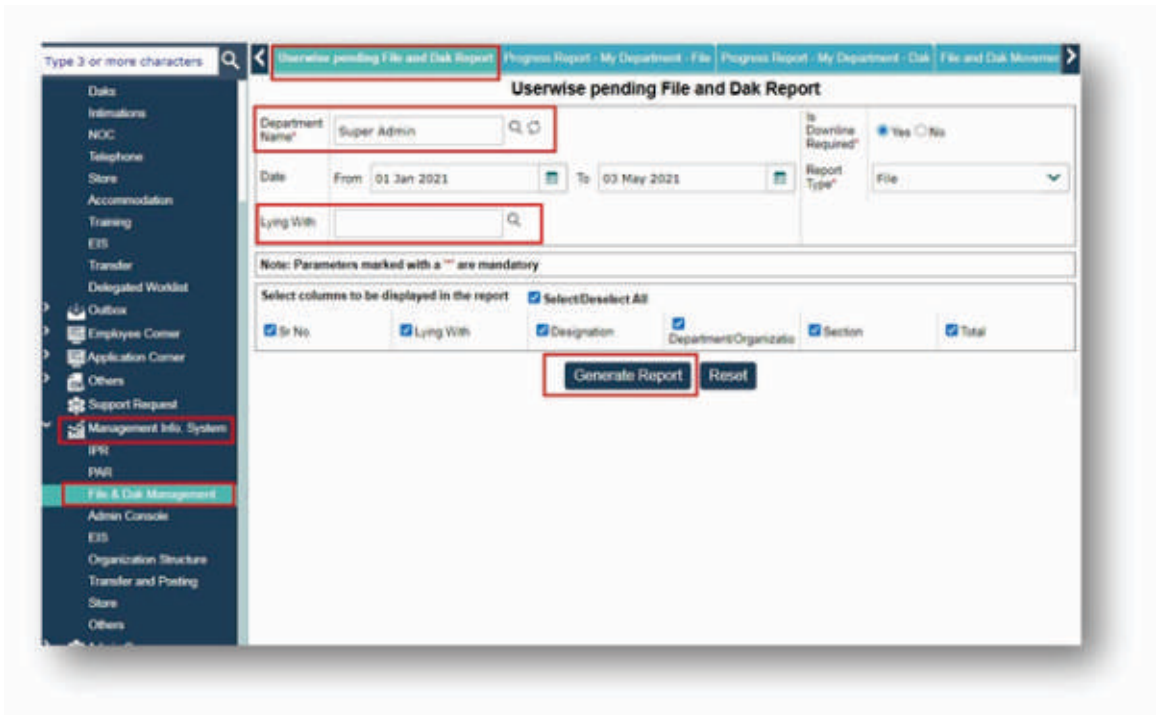 Type 3 or more characters
Daks
Intimations
NOC
Telephone
Store
Accommodation
Training
EIS
Transfer
Delegated Worklist
Outbox
Employee Corner
Application Corner
Others
Support Request
Management Info. System
IPR
PAR
File & Dak Management
Admin Console
EIS
Organization Structure
Transfer and Posting
Store
Others
Userwise pending File and Dak Report
Progress Report - My Department - File
Progress Report - My Department - Dak
File and Dak Moveme
Userwise pending File and Dak Report
Department Name* Super Admin
Is Downline Required* Yes No
Date From 01 Jan 2021 To 03 May 2021
Report Type* File
Lying With
Note: Parameters marked with a "*" are mandatory
Select columns to be displayed in the report Select/Deselect All
Sr No. Lying With Designation Department/Organizatio Section Total
Generate Report Reset